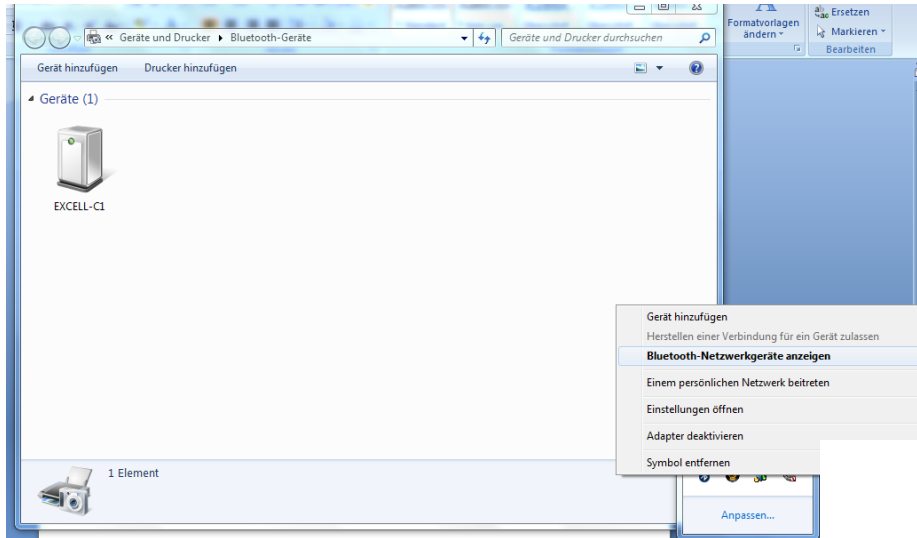 Ersetzen
Formatvorlagen
ändern
Markieren
Bearbeiten
« Geräte und Drucker ▸ Bluetooth-Geräte
Geräte und Drucker durchsuchen
Gerät hinzufügen
Drucker hinzufügen
Geräte (1)
EXCELL-C1
Gerät hinzufügen
Herstellen einer Verbindung für ein Gerät zulassen
Bluetooth-Netzwerkgeräte anzeigen
Einem persönlichen Netzwerk beitreten
Einstellungen öffnen
Adapter deaktivieren
Symbol entfernen
1 Element
Anpassen...